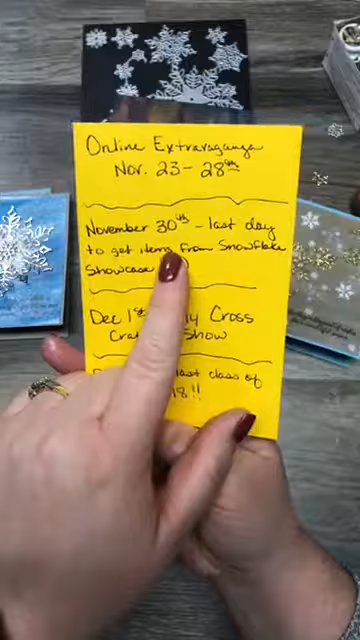 Online Extravaganza
Nov. 23 - 28th
November 30th - last day
to get items from Snowflake
Showcase
Dec 1st Cross
Show
last class of
18!!